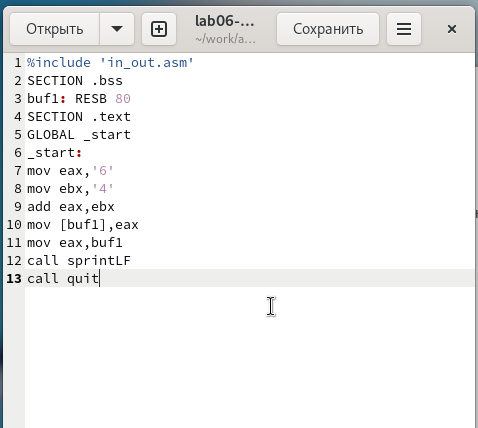 Открыть
lab06-...
~/work/a...
Сохранить
1 %include 'in_out.asm'
2 SECTION .bss
3 buf1: RESB 80
4 SECTION .text
5 GLOBAL _start
6 _start:
7 mov eax,'6'
8 mov ebx,'4'
9 add eax,ebx
10 mov [buf1],eax
11 mov eax,buf1
12 call sprintLF
13 call quit